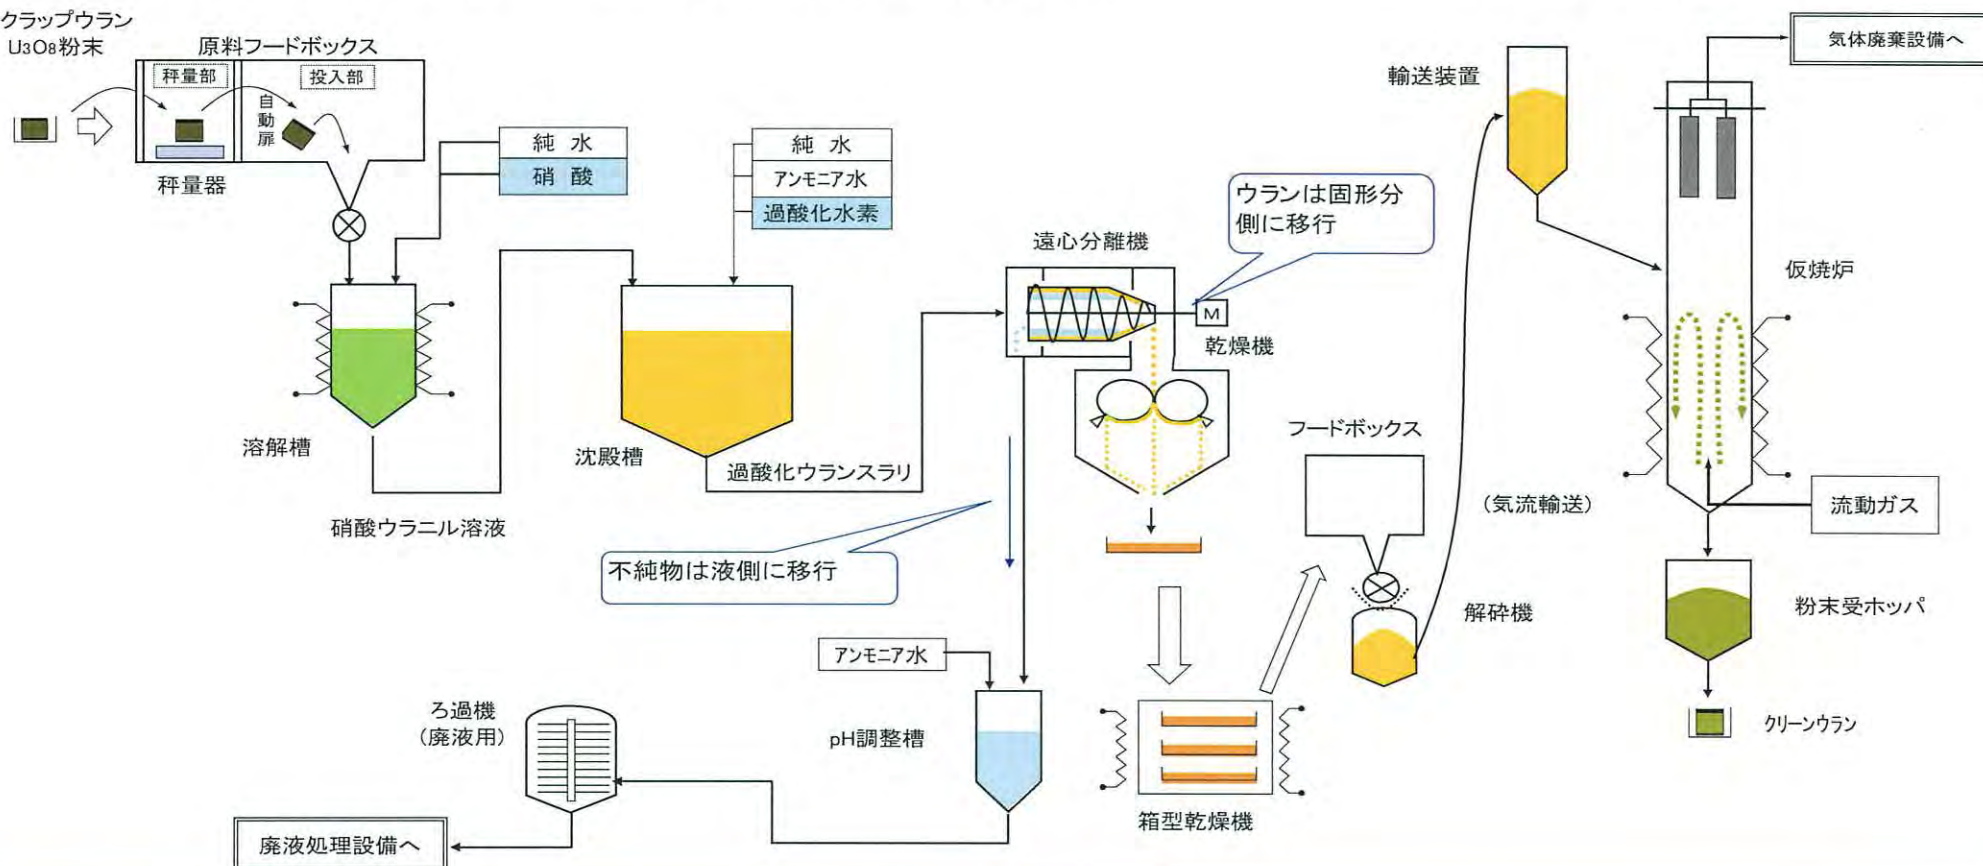 クラップウラン
U3O8粉末
原料フードボックス
秤量部
投入部
自動扉
秤量器
純 水
硝 酸
溶解槽
硝酸ウラニル溶液
純 水
アンモニア水
過酸化水素
沈殿槽
過酸化ウランスラリ
遠心分離機
ウランは固形分
側に移行
M
乾燥機
不純物は液側に移行
アンモニア水
pH調整槽
ろ過機
(廃液用)
廃液処理設備へ
箱型乾燥機
フードボックス
解砕機
(気流輸送)
輸送装置
気体廃棄設備へ
仮焼炉
流動ガス
粉末受ホッパ
クリーンウラン